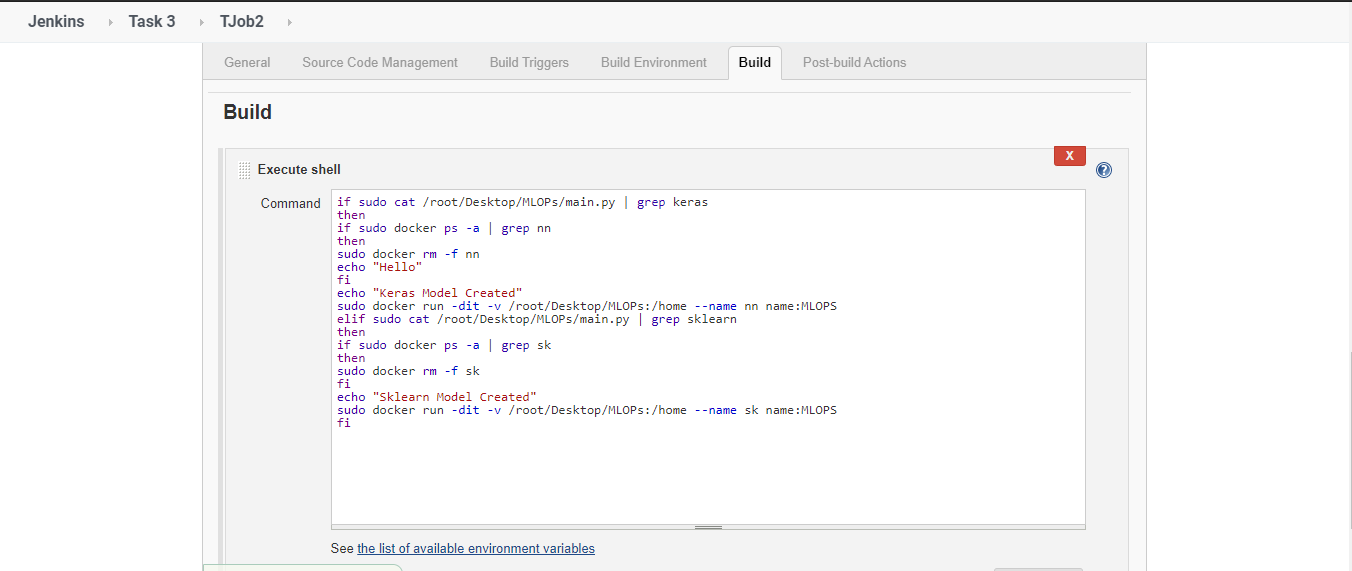 Jenkins Task 3 TJob2
General Source Code Management Build Triggers Build Environment Build Post-build Actions
Build
X
Execute shell ?
Command
if sudo cat /root/Desktop/MLOPs/main.py | grep keras
then
if sudo docker ps -a | grep nn
then
sudo docker rm -f nn
echo "Hello"
fi
echo "Keras Model Created"
sudo docker run -dit -v /root/Desktop/MLOPs:/home --name nn name:MLOPS
elif sudo cat /root/Desktop/MLOPs/main.py | grep sklearn
then
if sudo docker ps -a | grep sk
then
sudo docker rm -f sk
fi
echo "Sklearn Model Created"
sudo docker run -dit -v /root/Desktop/MLOPs:/home --name sk name:MLOPS
fi
See the list of available environment variables